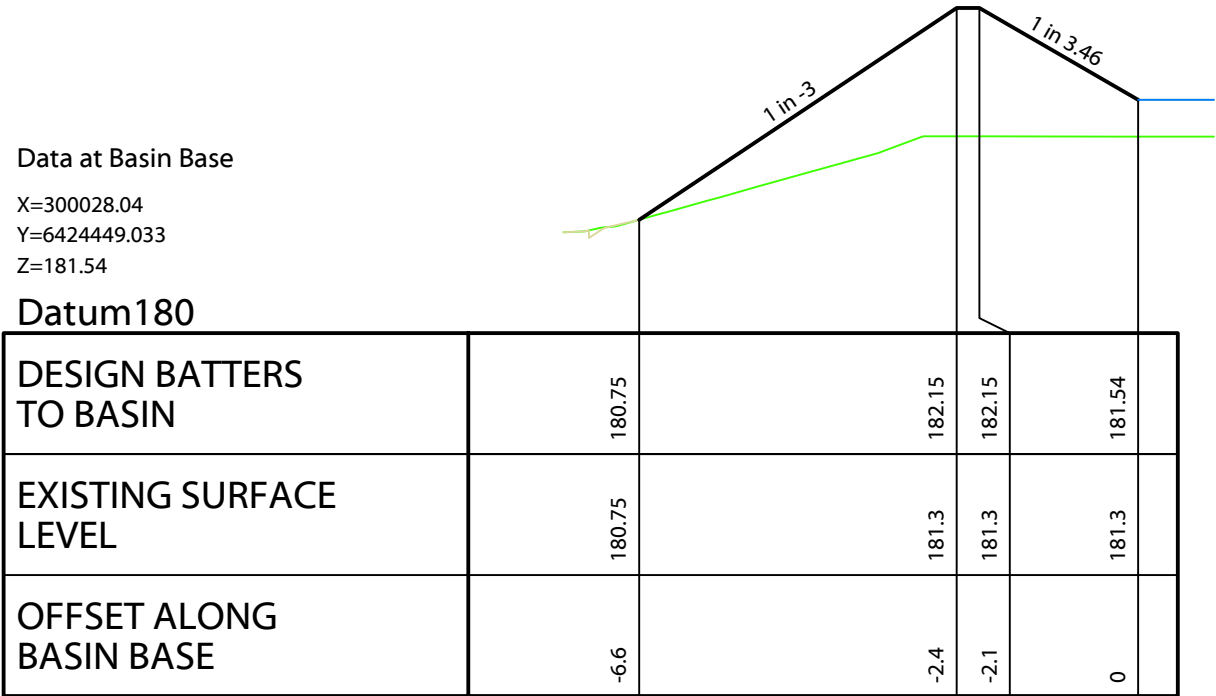 1 in -3
1 in 3.46
Data at Basin Base
X=300028.04
Y=6424449.033
Z=181.54
Datum180
DESIGN BATTERS
TO BASIN
180.75
182.15
182.15
181.54
EXISTING SURFACE
LEVEL
180.75
181.3
181.3
181.3
OFFSET ALONG
BASIN BASE
-6.6
-2.4
-2.1
0